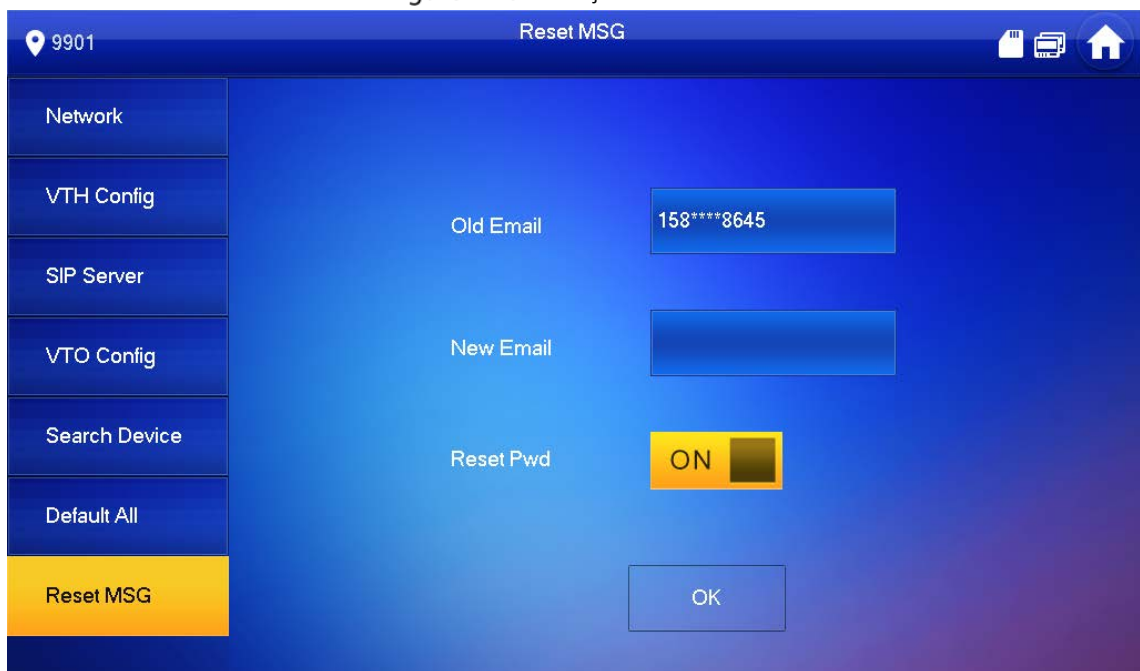 Reset MSG
9901
Network
VTH Config
SIP Server
VTO Config
Search Device
Default All
Reset MSG
Old Email
158****8645
New Email
Reset Pwd
ON
OK